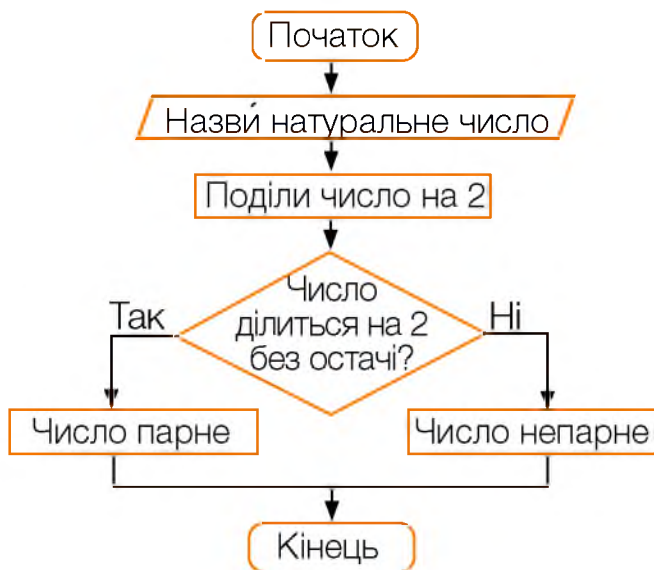 Початок
Назви́ натуральне число
Поділи число на 2
Число
ділиться на 2
без остачі?
Так
Ні
Число парне
Число непарне
Кінець